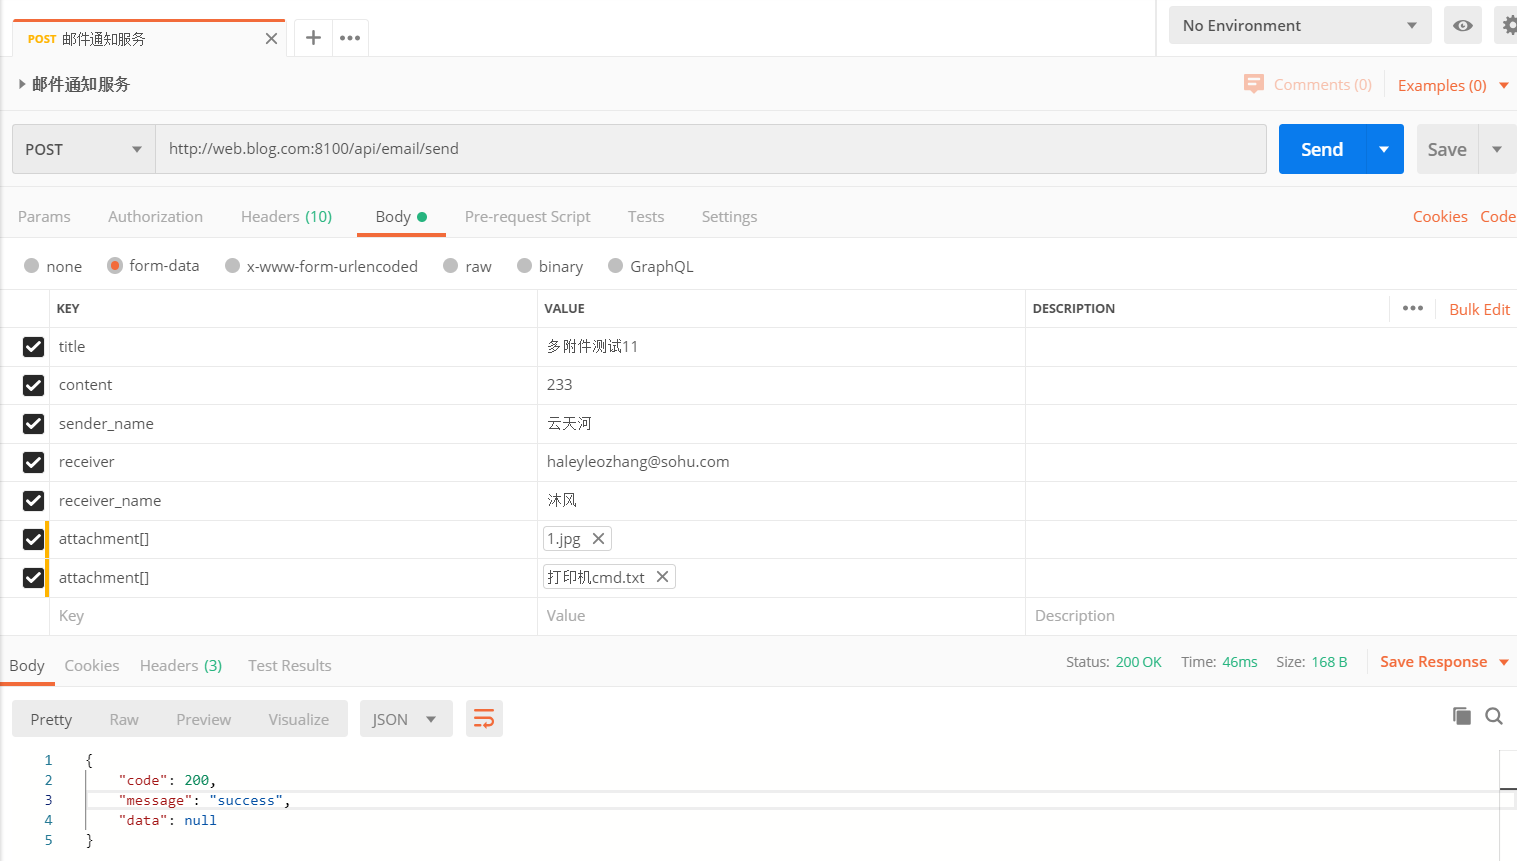 POST 邮件通知服务
No Environment
邮件通知服务
Comments (0)
Examples (0)
POST
http://web.blog.com:8100/api/email/send
Send
Save
Params Authorization Headers (10) Body Pre-request Script Tests Settings Cookies Code
none form-data x-www-form-urlencoded raw binary GraphQL
KEY VALUE DESCRIPTION ••• Bulk Edit
title 多附件测试11
content 233
sender_name 云天河
receiver haleyleozhang@sohu.com
receiver_name 沐风
attachment[] 1.jpg
attachment[] 打印机cmd.txt
Key Value Description
Body Cookies Headers (3) Test Results Status: 200 OK Time: 46ms Size: 168 B Save Response
Pretty Raw Preview Visualize JSON
1 {
2 "code": 200,
3 "message": "success",
4 "data": null
5 }